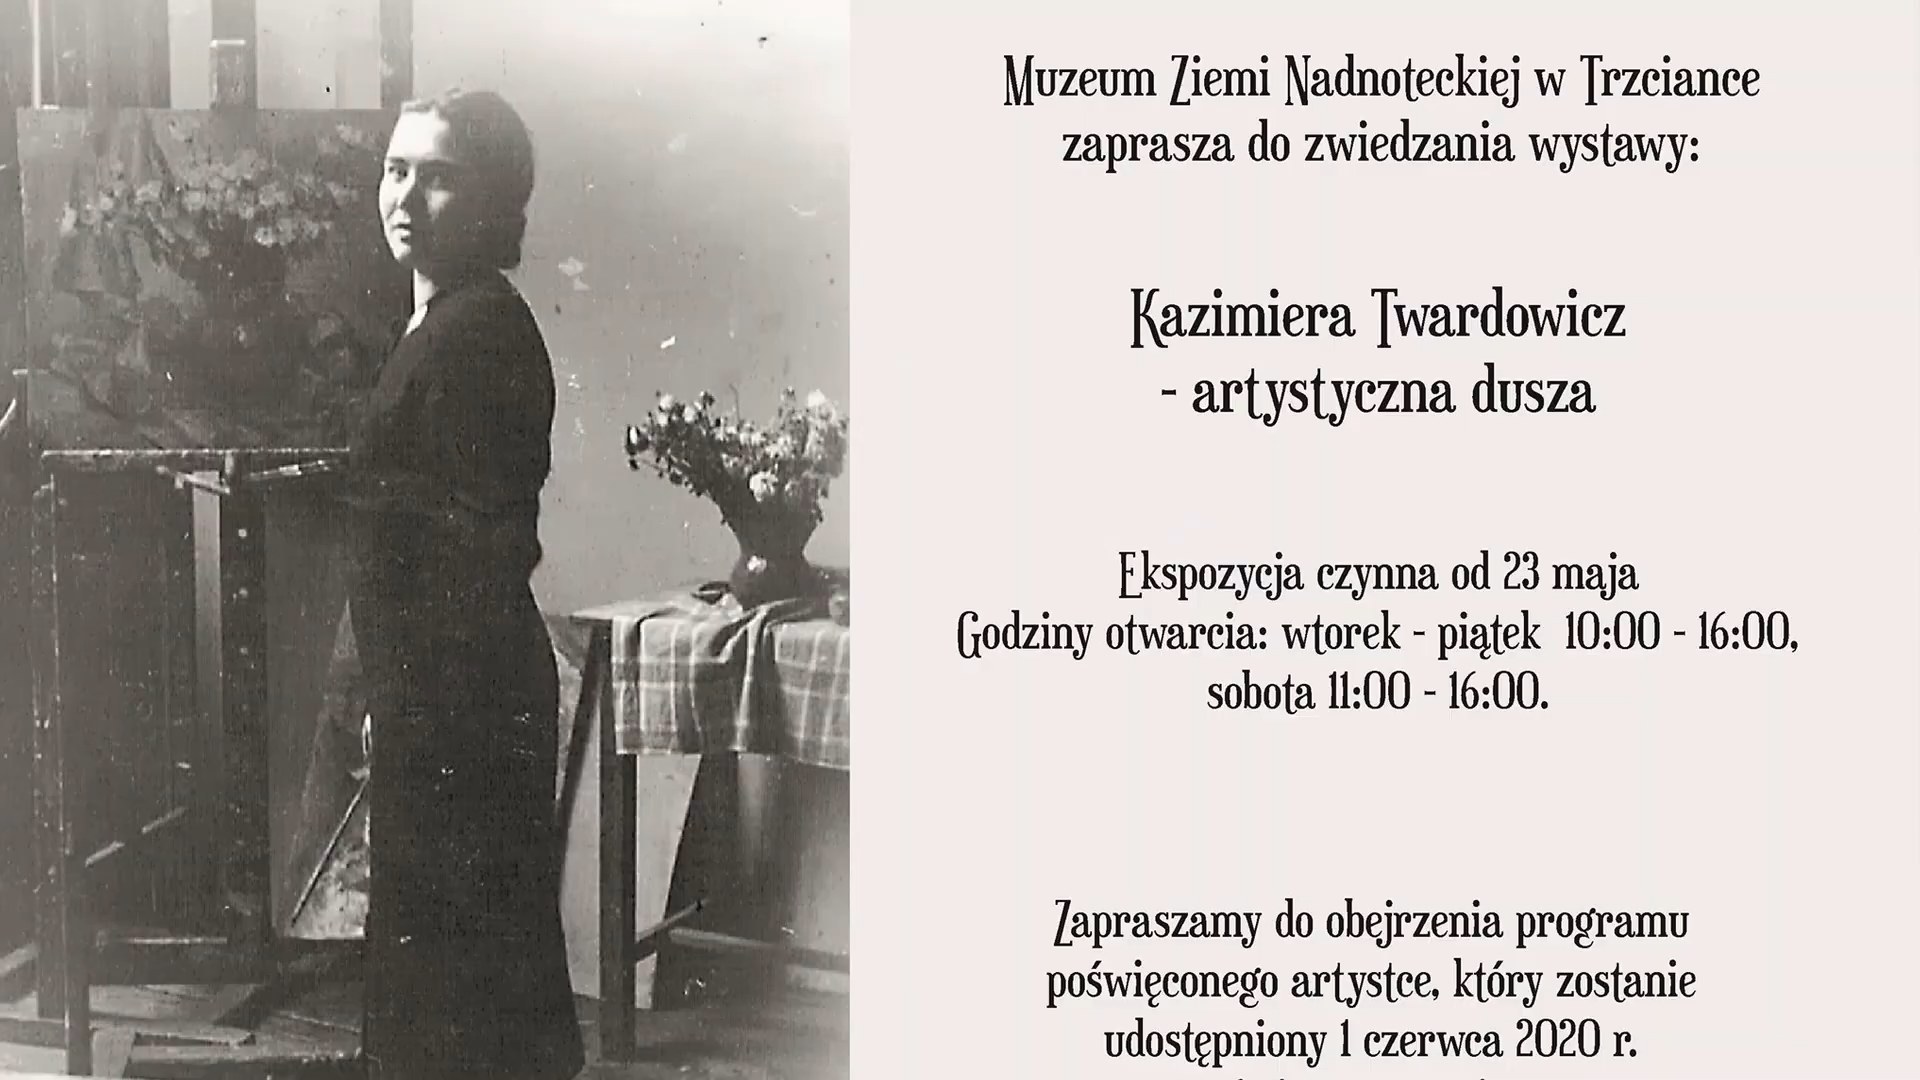 Muzeum Ziemi Nadnoteckiej w Trzciance
zaprasza do zwiedzania wystawy:
Kazimiera Twardowicz
- artystyczna dusza
Ekspozycja czynna od 23 maja
Godziny otwarcia: wtorek - piątek 10:00 - 16:00,
sobota 11:00 - 16:00.
Zapraszamy do obejrzenia programu
poświęconego artystce, który zostanie
udostępniony 1 czerwca 2020 r.